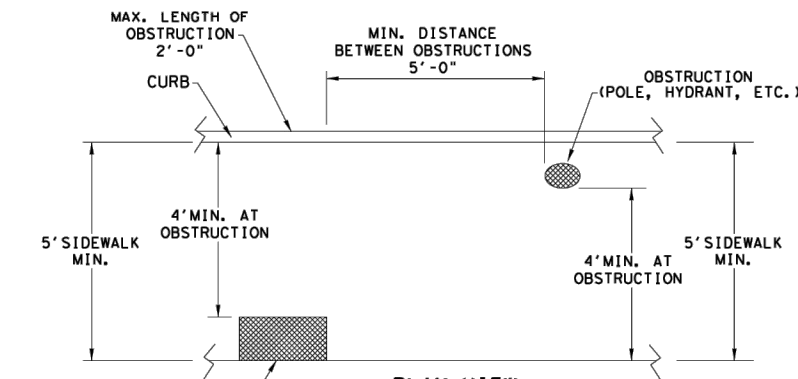 MAX. LENGTH OF
OBSTRUCTION
2'-0"
MIN. DISTANCE
BETWEEN OBSTRUCTIONS
5'-0"
CURB
OBSTRUCTION
(POLE, HYDRANT, ETC.)
4'MIN. AT
OBSTRUCTION
5'SIDEWALK
MIN.
4'MIN. AT
OBSTRUCTION
5'SIDEWALK
MIN.